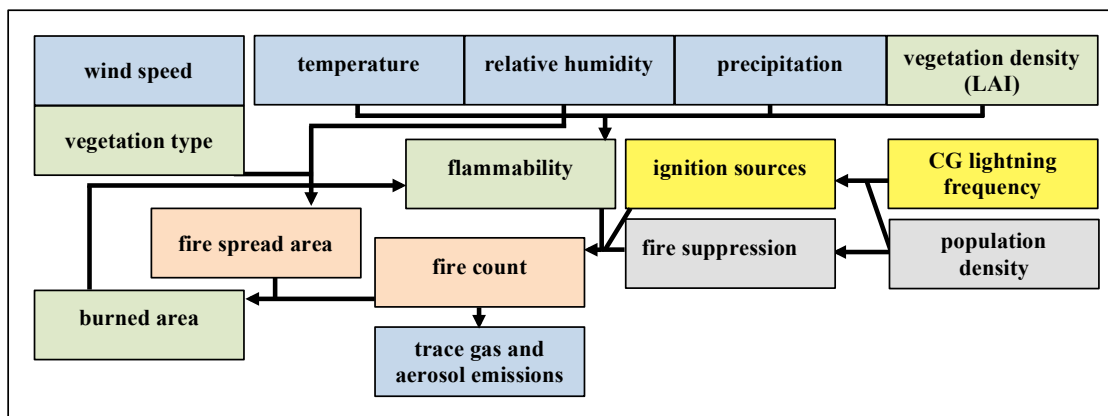 wind speed
temperature
relative humidity
precipitation
vegetation density
(LAI)
vegetation type
flammability
ignition sources
CG lightning
frequency
fire spread area
fire count
fire suppression
population
density
burned area
trace gas and
aerosol emissions